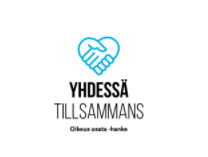 YHDESSÄ
TILLSAMMANS
Oikeus osata -hanke